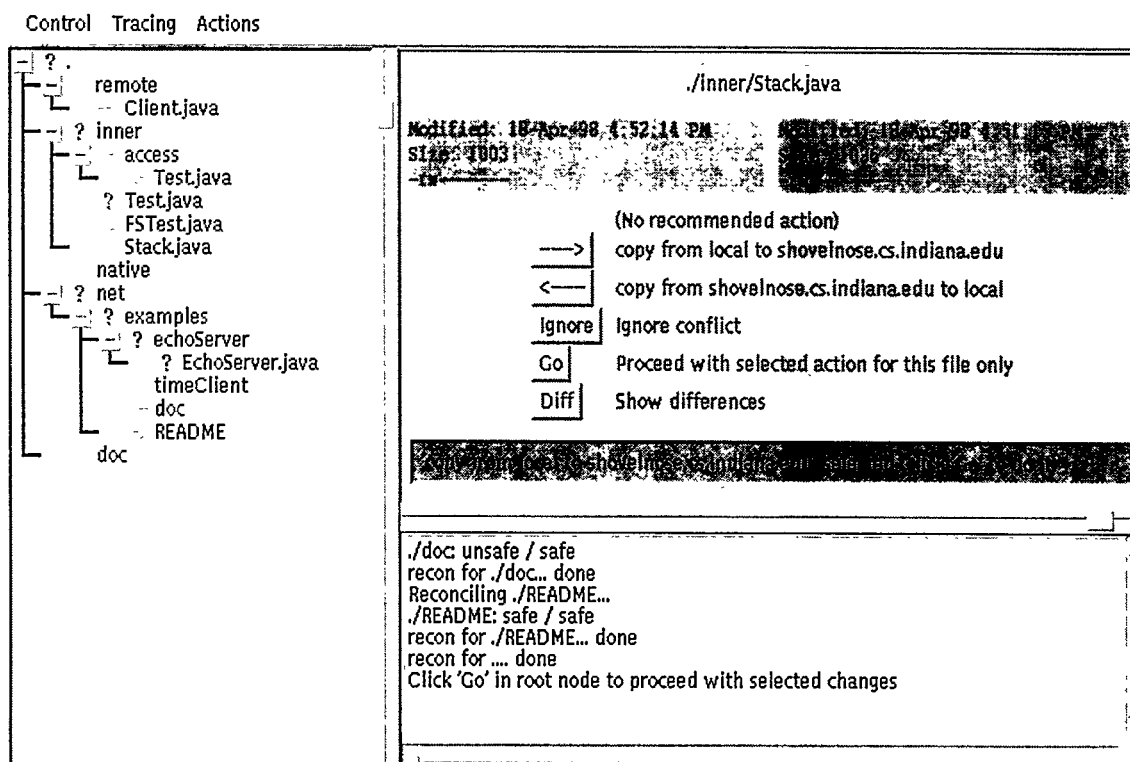 Control Tracing Actions
? .
remote
Client.java
? inner
access
Test.java
? Test.java
FSTest.java
Stack.java
native
? net
? examples
? echoServer
? EchoServer.java
timeClient
doc
README
doc
./inner/Stack.java
Modified: 18-Apr-98 4:52:14 PM
Size: 1003
(No recommended action)
---> copy from local to shovelnose.cs.indiana.edu
<--- copy from shovelnose.cs.indiana.edu to local
Ignore Ignore conflict
Go Proceed with selected action for this file only
Diff Show differences
./doc: unsafe / safe
recon for ./doc... done
Reconciling ./README...
./README: safe / safe
recon for ./README... done
recon for .... done
Click 'Go' in root node to proceed with selected changes